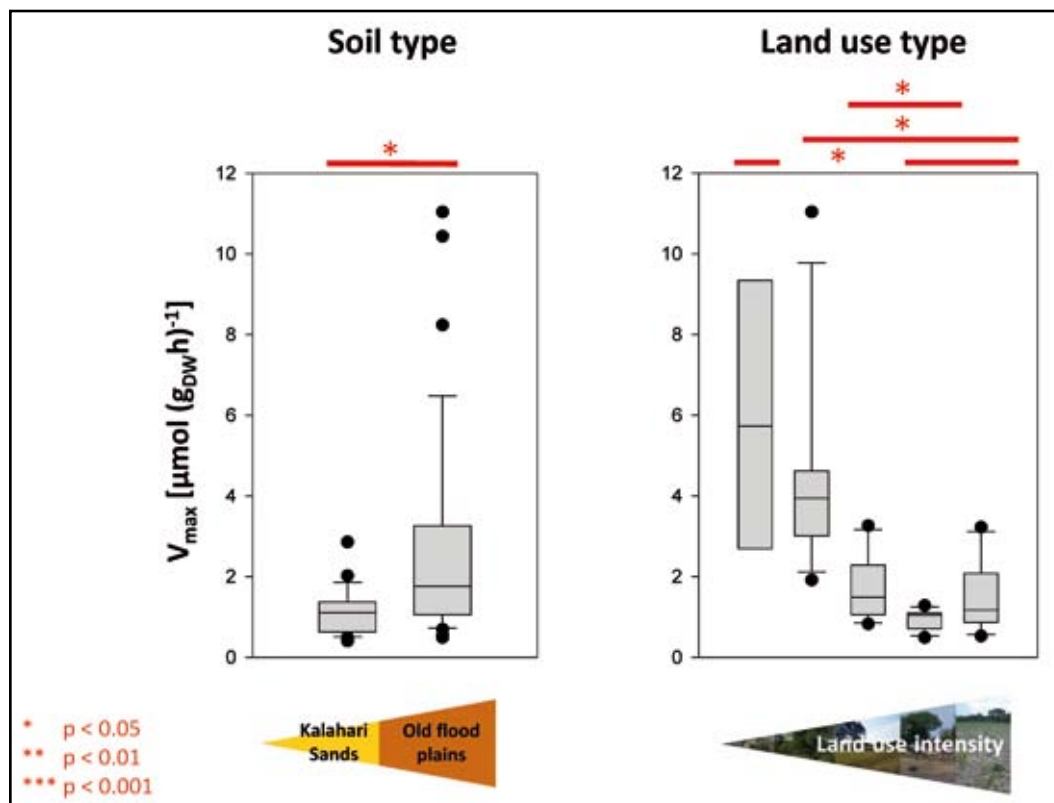 Soil type
Land use type
*
*
*
*
12
10
8
6
4
2
0
12
10
8
6
4
2
0
Vmax [µmol (gDWh)-1]
Kalahari
Sands
Old flood
plains
Land use intensity
* p < 0.05
** p < 0.01
*** p < 0.001